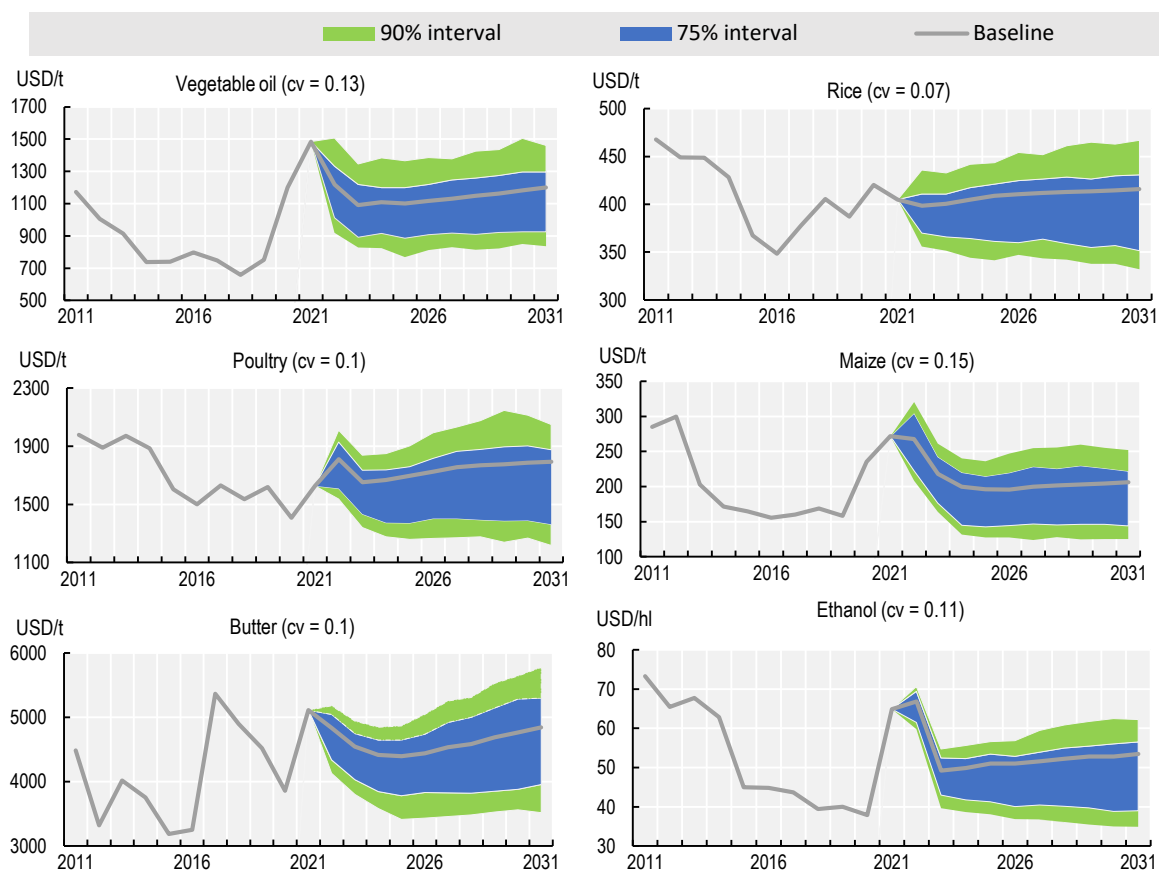 90% interval 75% interval Baseline
USD/t
Vegetable oil (cv = 0.13)
1700
1500
1300
1100
900
700
500
2011 2016 2021 2026 2031
USD/t
Rice (cv = 0.07)
500
450
400
350
300
2011 2016 2021 2026 2031
USD/t
Poultry (cv = 0.1)
2300
1900
1500
1100
2011 2016 2021 2026 2031
USD/t
Maize (cv = 0.15)
350
300
250
200
150
100
2011 2016 2021 2026 2031
USD/t
Butter (cv = 0.1)
6000
5000
4000
3000
2011 2016 2021 2026 2031
USD/hl
Ethanol (cv = 0.11)
80
70
60
50
40
30
2011 2016 2021 2026 2031